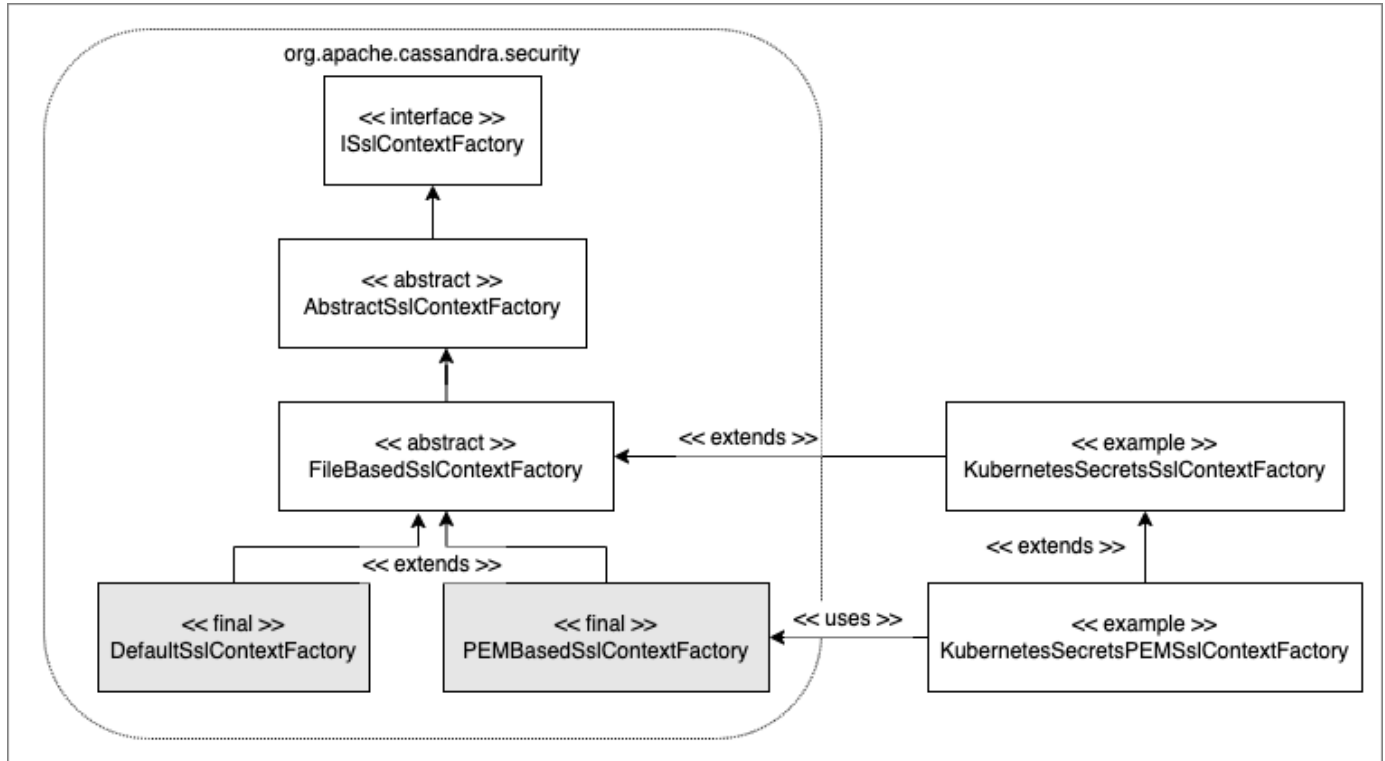 org.apache.cassandra.security
<< interface >>
ISslContextFactory
<< abstract >>
AbstractSslContextFactory
<< abstract >>
FileBasedSslContextFactory
<< extends >>
<< example >>
KubernetesSecretsSslContextFactory
<< extends >>
<< extends >>
<< final >>
DefaultSslContextFactory
<< final >>
PEMBasedSslContextFactory
<< uses >>
<< example >>
KubernetesSecretsPEMSslContextFactory